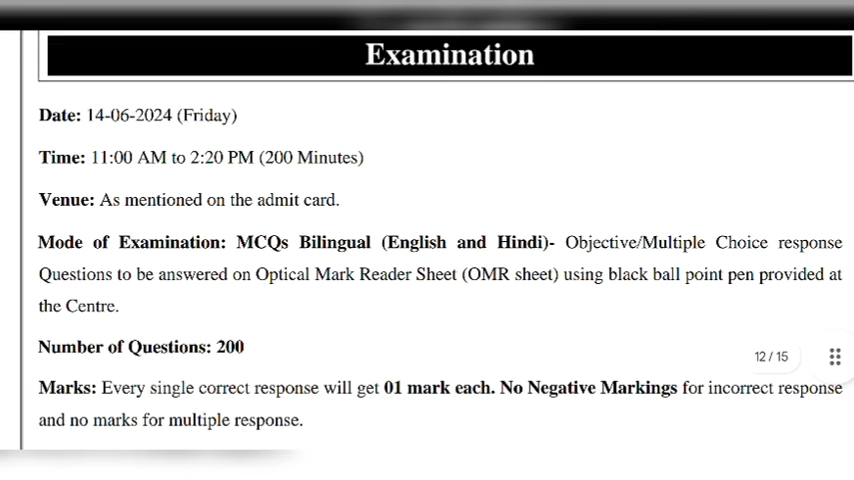 Examination
Date: 14-06-2024 (Friday)
Time: 11:00 AM to 2:20 PM (200 Minutes)
Venue: As mentioned on the admit card.
Mode of Examination: MCQs Bilingual (English and Hindi)- Objective/Multiple Choice response
Questions to be answered on Optical Mark Reader Sheet (OMR sheet) using black ball point pen provided at
the Centre.
Number of Questions: 200
12 / 15
Marks: Every single correct response will get 01 mark each. No Negative Markings for incorrect response
and no marks for multiple response.